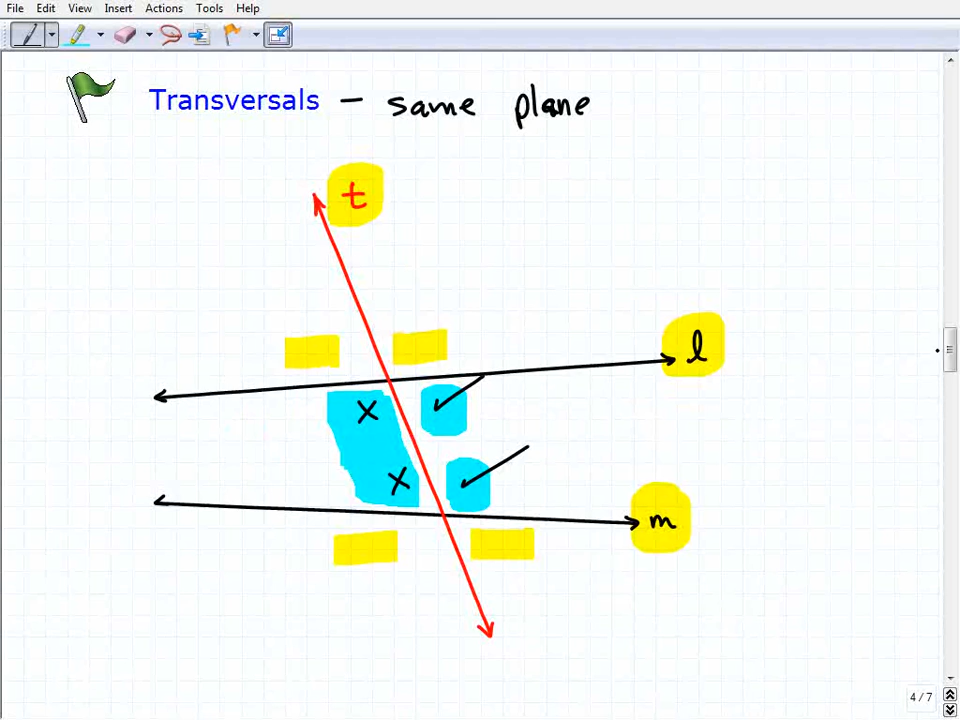 File Edit View Insert Actions Tools Help
Transversals - same plane
t
l
x
x
m
4 / 7